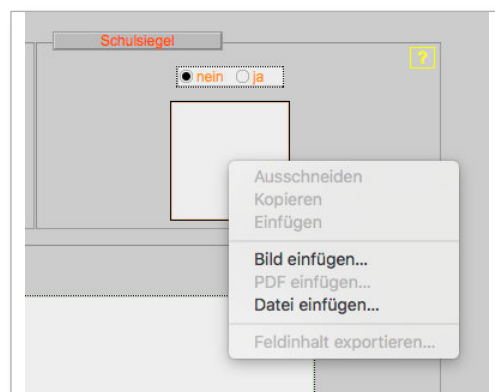 Schulsiegel
?
nein ja
Ausschneiden
Kopieren
Einfügen
Bild einfügen...
PDF einfügen...
Datei einfügen...
Feldinhalt exportieren...